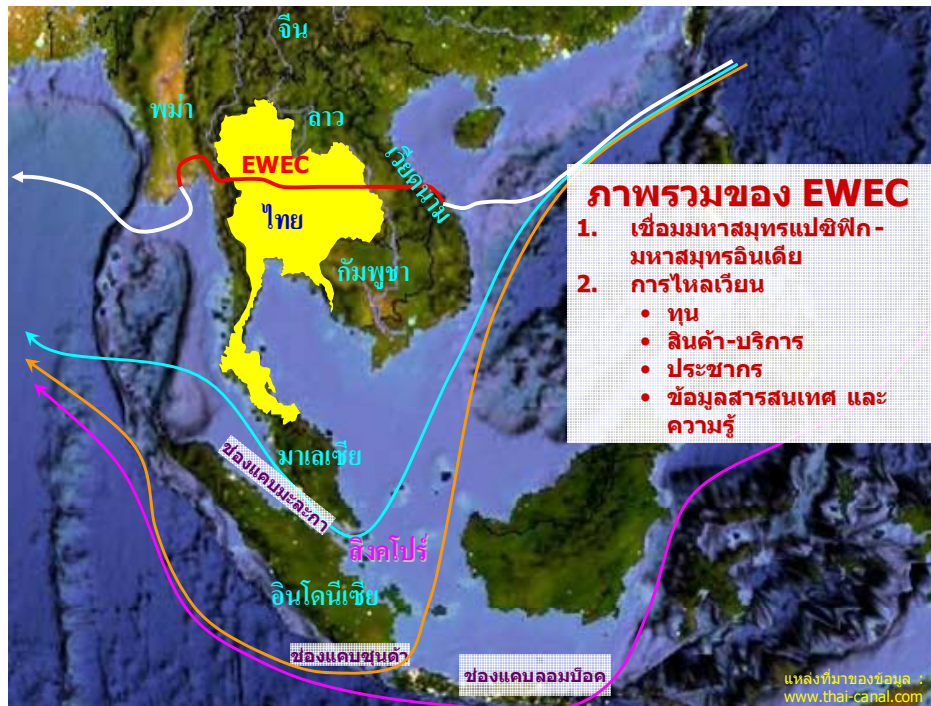 จีน
พม่า
ลาว
EWEC
เวียดนาม
ไทย
กัมพูชา
ภาพรวมของ EWEC
1. เชื่อมมหาสมุทรแปซิฟิก-
มหาสมุทรอินเดีย
2. การไหลเวียน
• ทุน
• สินค้า-บริการ
• ประชากร
• ข้อมูลสารสนเทศ และ
ความรู้
มาเลเซีย
ช่องแคบมะละกา
สิงคโปร์
อินโดนีเซีย
ช่องแคบซุนด้า
ช่องแคบลอมบ็อค
แหล่งที่มาของข้อมูล :
www.thai-canal.com